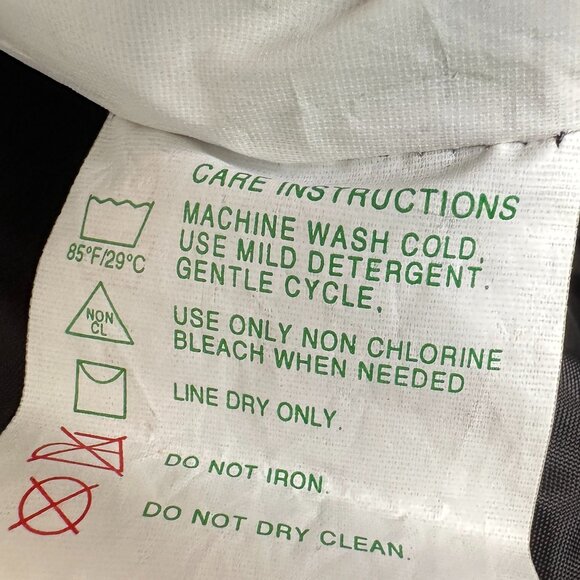 CARE INSTRUCTIONS
MACHINE WASH COLD,
USE MILD DETERGENT.
GENTLE CYCLE.
85°F/29°C
NON
CL
USE ONLY NON CHLORINE
BLEACH WHEN NEEDED
LINE DRY ONLY.
DO NOT IRON.
DO NOT DRY CLEAN.